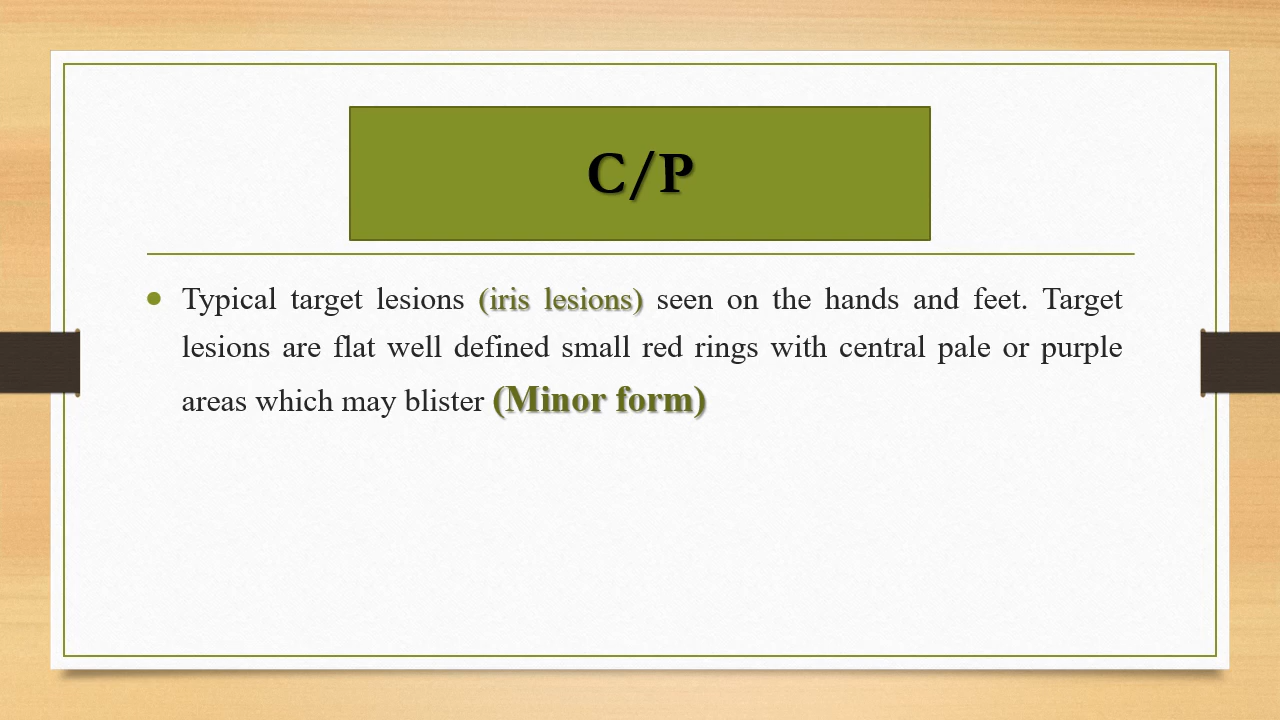 C/P
Typical target lesions (iris lesions) seen on the hands and feet. Target
lesions are flat well defined small red rings with central pale or purple
areas which may blister (Minor form)